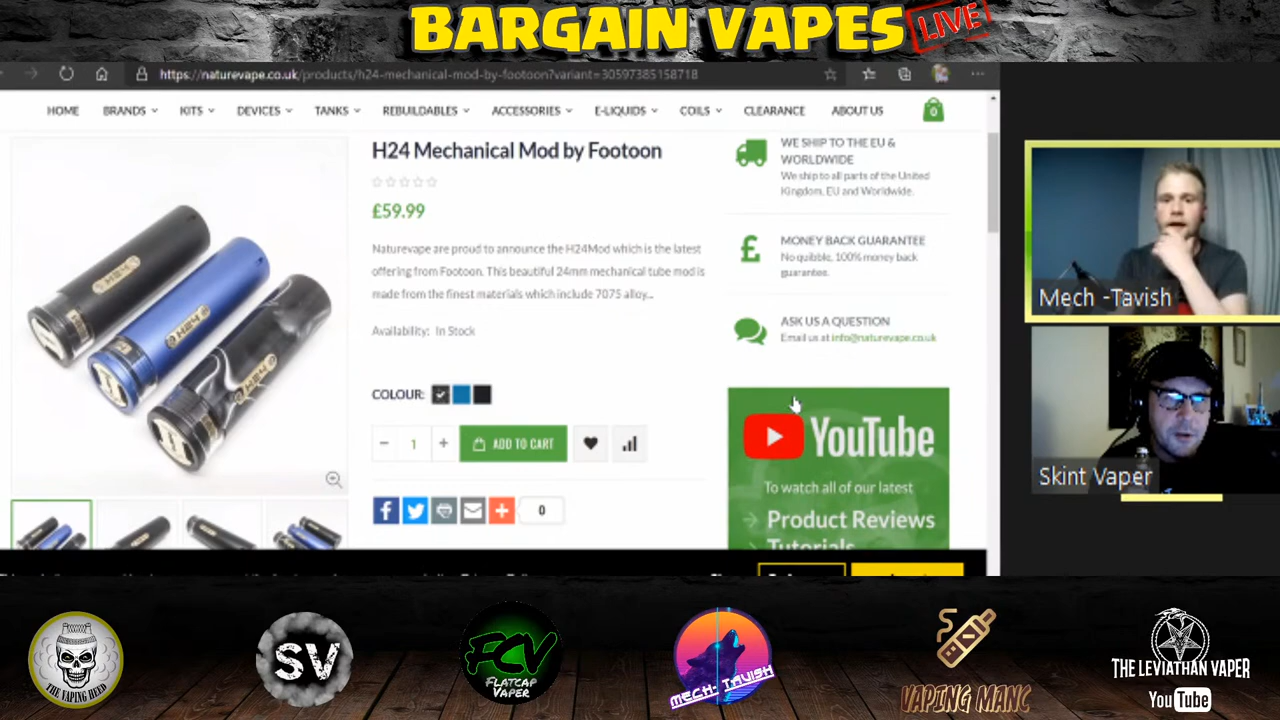 BARGAIN VAPES LIVE
https://naturevape.co.uk/products/h24-mechanical-mod-by-footoon?variant=30597385158718
HOME BRANDS KITS DEVICES TANKS REBUILDABLES ACCESSORIES E-LIQUIDS COILS CLEARANCE ABOUT US 0
H24 Mechanical Mod by Footoon
£59.99
Naturevape are proud to announce the H24Mod which is the latest
offering from Footoon. This beautiful 24mm mechanical tube mod is
made from the finest materials which include 7075 alloy...
Availability: In Stock
COLOUR:
1
ADD TO CART
0
WE SHIP TO THE EU &
WORLDWIDE
We ship to all parts of the United
Kingdom, EU and Worldwide.
MONEY BACK GUARANTEE
No quibble, 100% money back
guarantee.
ASK US A QUESTION
Email us at info@naturevape.co.uk
YouTube
To watch all of our latest
Product Reviews
Tutorials
Mech -Tavish
Skint Vaper
THE VAPING HEED
SV
FCV
FLATCAP
VAPER
MECH-TAVISH
VAPING MANC
THE LEVIATHAN VAPER
YouTube